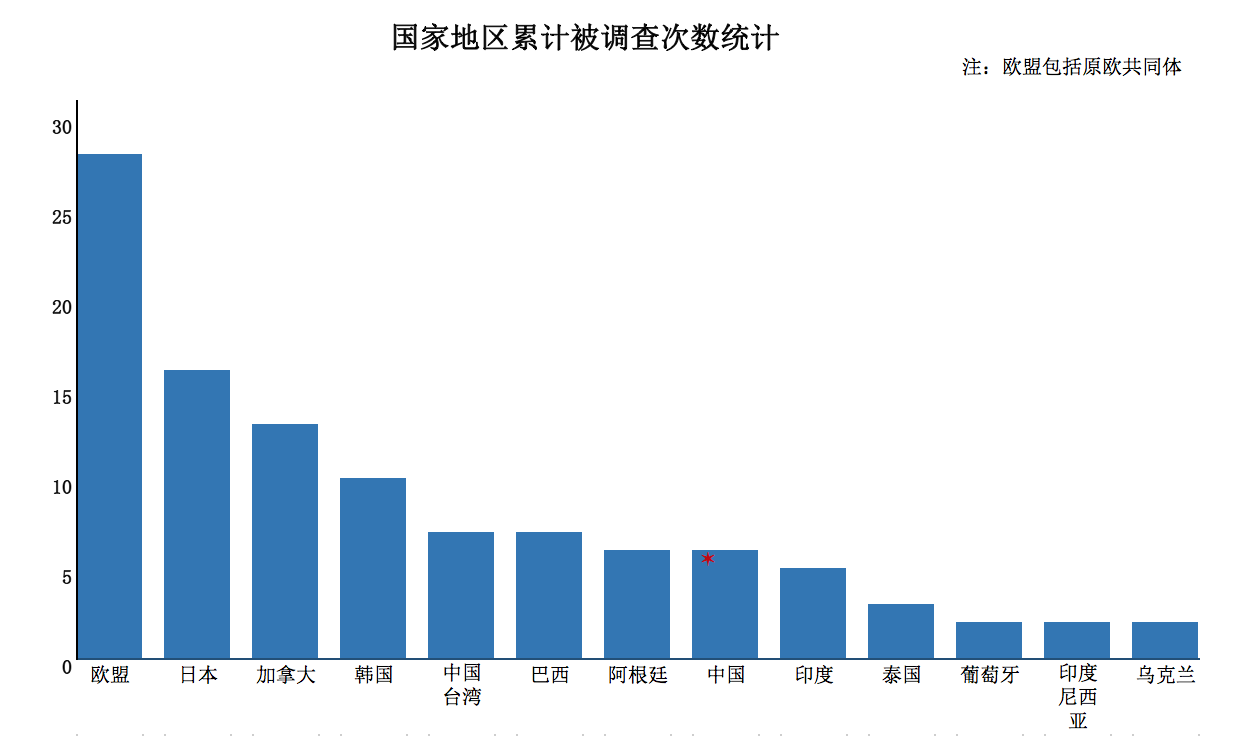 国家地区累计被调查次数统计
注：欧盟包括原欧共同体
30
25
20
15
10
5
0
欧盟
日本
加拿大
韩国
中国
台湾
巴西
阿根廷
中国
印度
泰国
葡萄牙
印度
尼西
亚
乌克兰